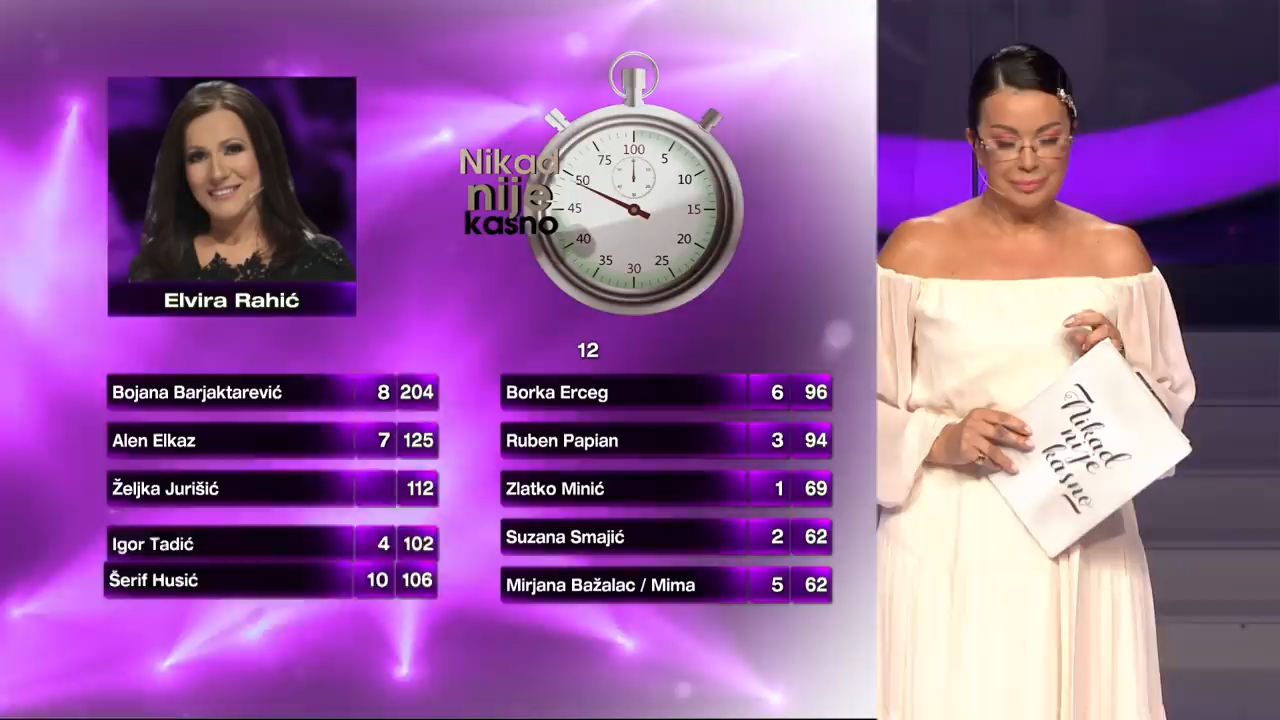 Elvira Rahić
Nikad
nije
kasno
100
5
10
15
20
25
30
35
40
45
50
75
12
Bojana Barjaktarević 8 204
Alen Elkaz 7 125
Željka Jurišić 112
Igor Tadić 4 102
Šerif Husić 10 106
Borka Erceg 6 96
Ruben Papian 3 94
Zlatko Minić 1 69
Suzana Smajić 2 62
Mirjana Bažalac / Mima 5 62
Nikad
nije
kasno